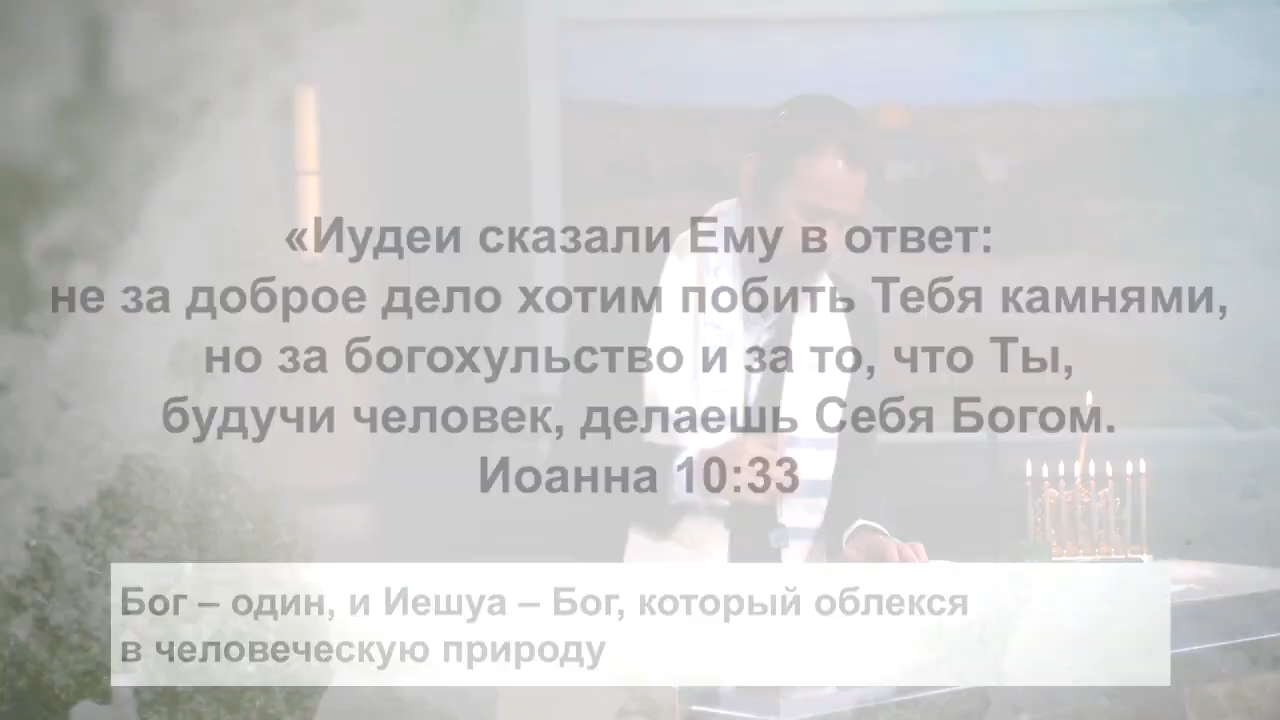 «Иудеи сказали Ему в ответ:
не за доброе дело хотим побить Тебя камнями,
но за богохульство и за то, что Ты,
будучи человек, делаешь Себя Богом.
Иоанна 10:33
Бог – один, и Иешуа – Бог, который облекся
в человеческую природу